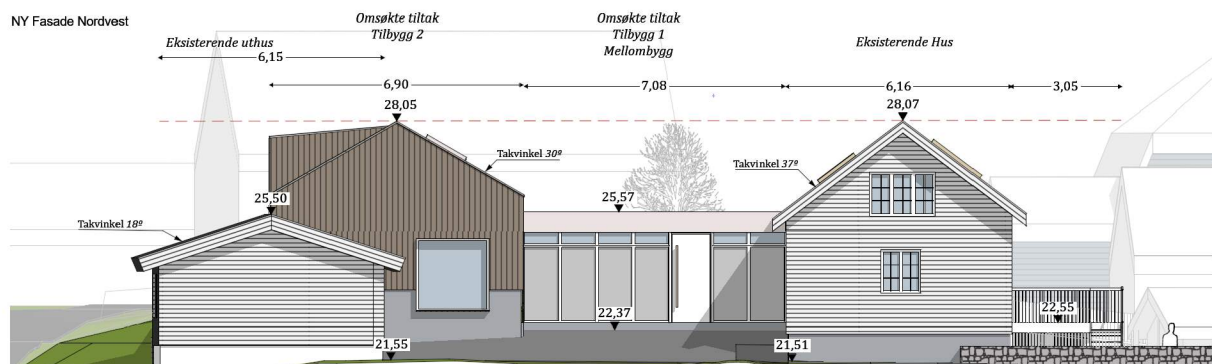 NY Fasade Nordvest
Omsøkte tiltak
Tilbygg 2
Omsøkte tiltak
Tilbygg 1
Mellombygg
Eksisterende uthus
Eksisterende Hus
6,15
6,90
7,08
6,16
3,05
28,05
28,07
Takvinkel 30º
Takvinkel 37º
25,50
25,57
Takvinkel 18º
22,37
22,55
21,55
21,51